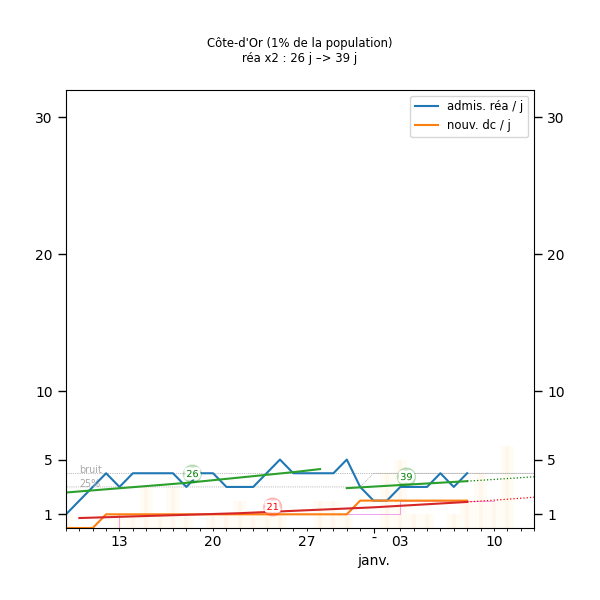 Côte-d'Or (1% de la population)
réa x2 : 26 j –> 39 j
admis. réa / j
nouv. dc / j
30 30
20 20
10 10
5 5
1 1
bruit
25%
26
39
21
13 20 27 - 03 10
janv.